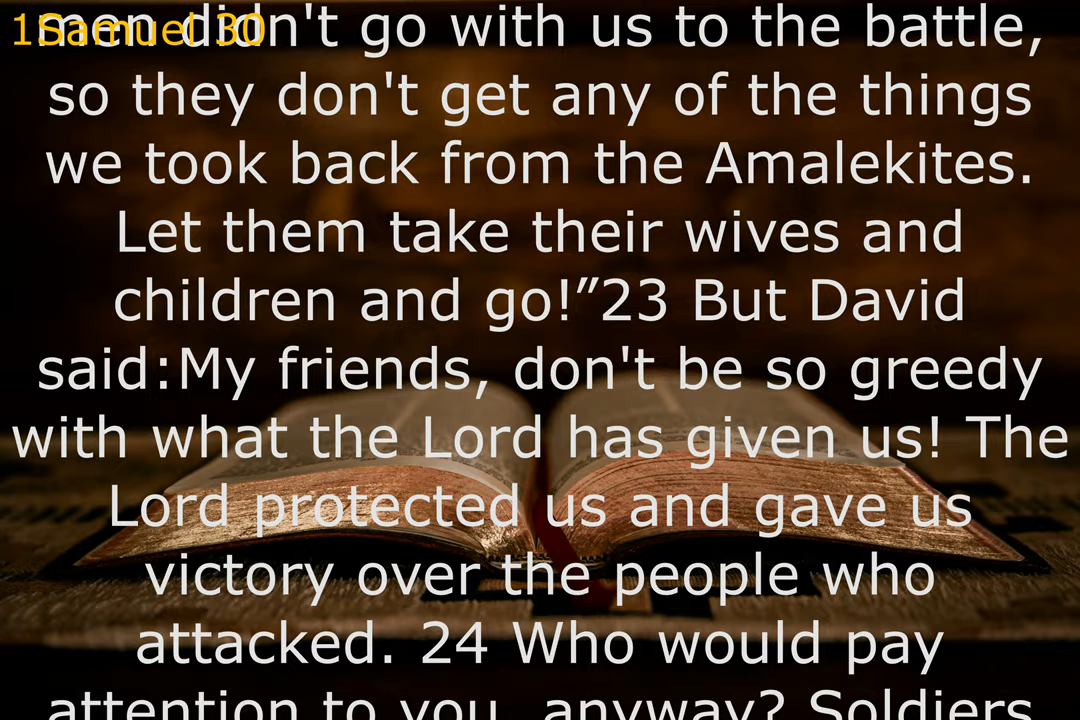 1Samuel 30
men didn't go with us to the battle,
so they don't get any of the things
we took back from the Amalekites.
Let them take their wives and
children and go!”23 But David
said:My friends, don't be so greedy
with what the Lord has given us! The
Lord protected us and gave us
victory over the people who
attacked. 24 Who would pay
attention to you, anyway? Soldiers